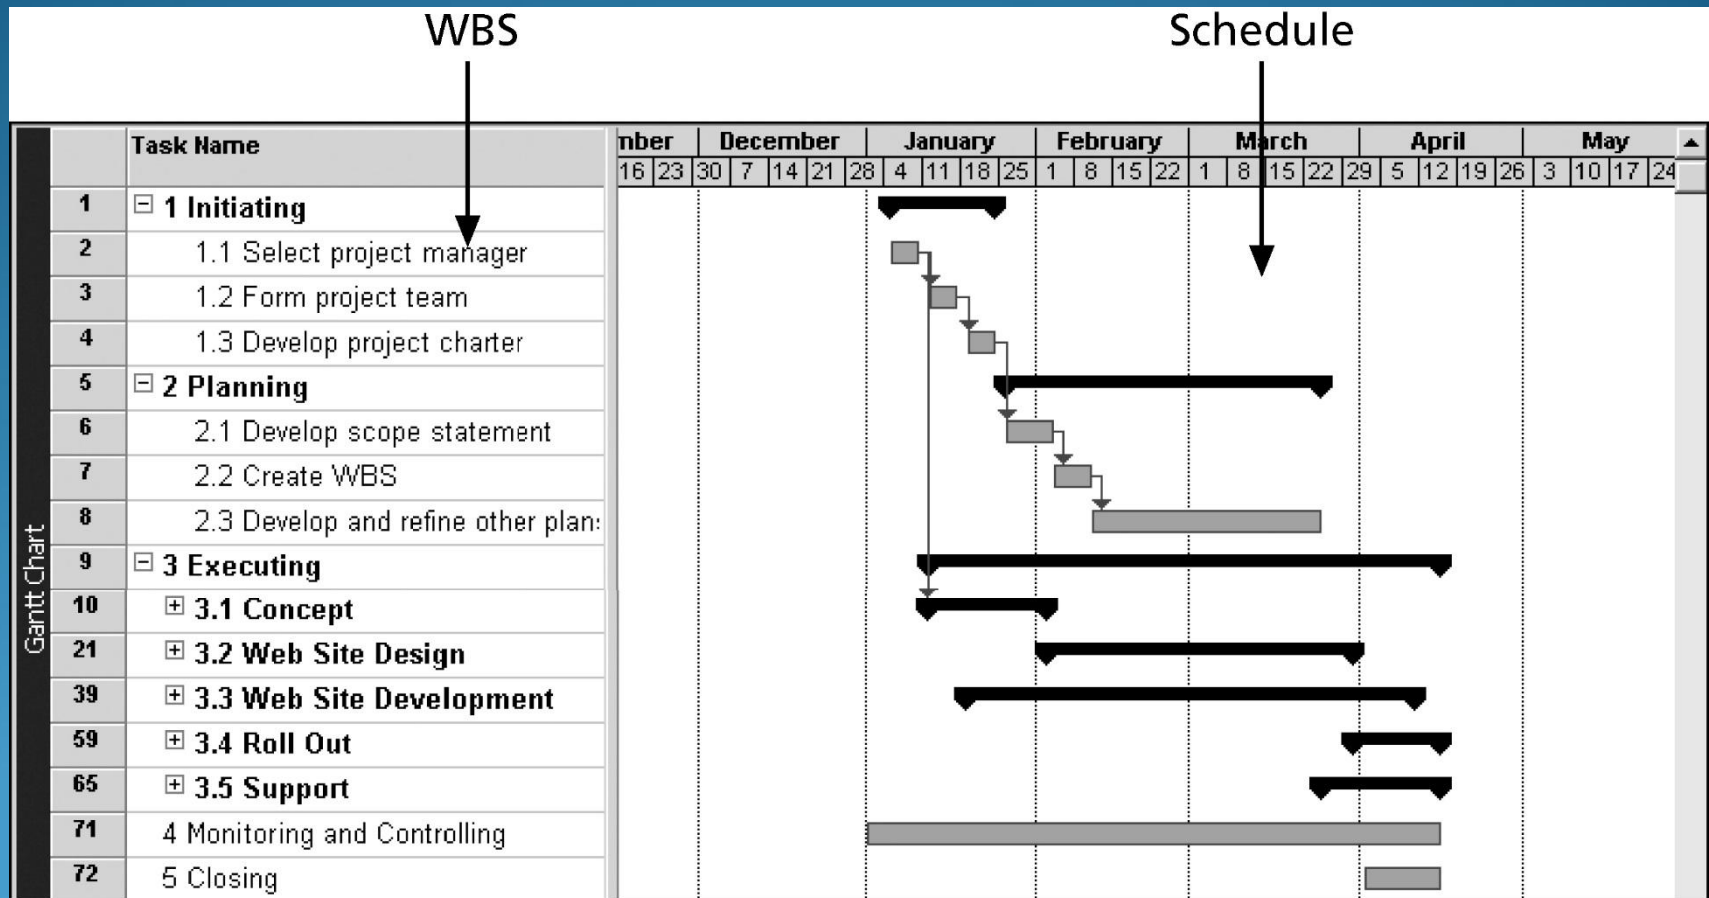 WBS Schedule
Task Name mber December January February March April May
16 23 30 7 14 21 28 4 11 18 25 1 8 15 22 1 8 15 22 29 5 12 19 26 3 10 17 24
1 1 Initiating
2 1.1 Select project manager
3 1.2 Form project team
4 1.3 Develop project charter
5 2 Planning
6 2.1 Develop scope statement
7 2.2 Create WBS
8 2.3 Develop and refine other plans
9 3 Executing
10 3.1 Concept
21 3.2 Web Site Design
39 3.3 Web Site Development
59 3.4 Roll Out
65 3.5 Support
71 4 Monitoring and Controlling
72 5 Closing
Gantt Chart